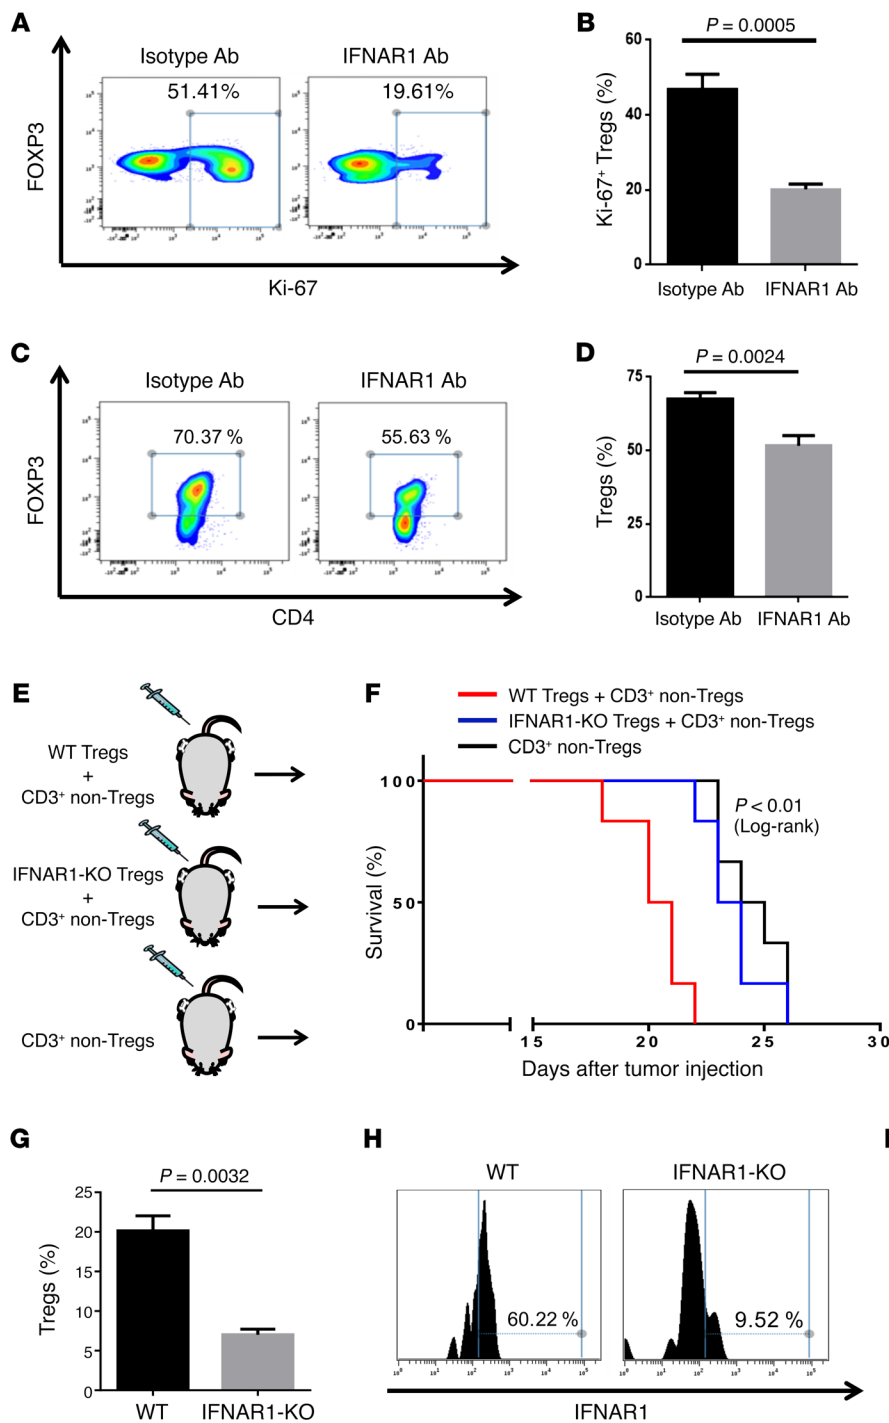 A
Isotype Ab
IFNAR1 Ab
51.41%
19.61%
FOXP3
Ki-67
B
P = 0.0005
Ki-67⁺ Tregs (%)
60
40
20
0
Isotype Ab
IFNAR1 Ab
C
Isotype Ab
IFNAR1 Ab
70.37 %
55.63 %
FOXP3
CD4
D
P = 0.0024
Tregs (%)
75
50
25
0
Isotype Ab
IFNAR1 Ab
E
WT Tregs
+
CD3⁺ non-Tregs
IFNAR1-KO Tregs
+
CD3⁺ non-Tregs
CD3⁺ non-Tregs
F
WT Tregs + CD3⁺ non-Tregs
IFNAR1-KO Tregs + CD3⁺ non-Tregs
CD3⁺ non-Tregs
P < 0.01
(Log-rank)
Survival (%)
100
50
0
15 20 25 30
Days after tumor injection
G
P = 0.0032
Tregs (%)
25
20
15
10
5
0
WT
IFNAR1-KO
H
WT
IFNAR1-KO
60.22 %
9.52 %
IFNAR1